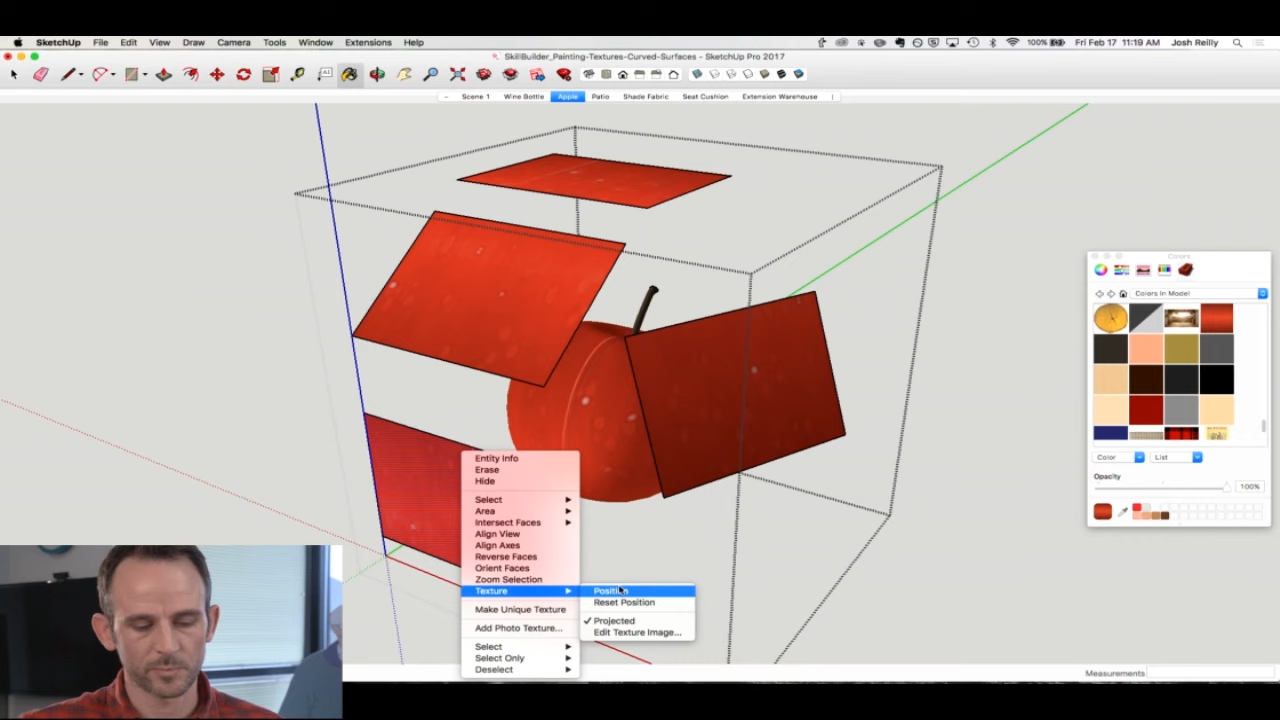 SketchUp File Edit View Draw Camera Tools Window Extensions Help 100% Fri Feb 17 11:19 AM Josh Reilly
SkillBuilder_Painting-Textures-Curved-Surfaces - SketchUp Pro 2017
Scene 1 Wine Bottle Apple Patio Shade Fabric Seat Cushion Extension Warehouse
Colors
Colors In Model
Color List
Opacity
100%
Entity Info
Erase
Hide
Select
Area
Intersect Faces
Align View
Align Axes
Reverse Faces
Orient Faces
Zoom Selection
Texture
Make Unique Texture
Add Photo Texture...
Select
Select Only
Deselect
Position
Reset Position
✓ Projected
Edit Texture Image...
Measurements